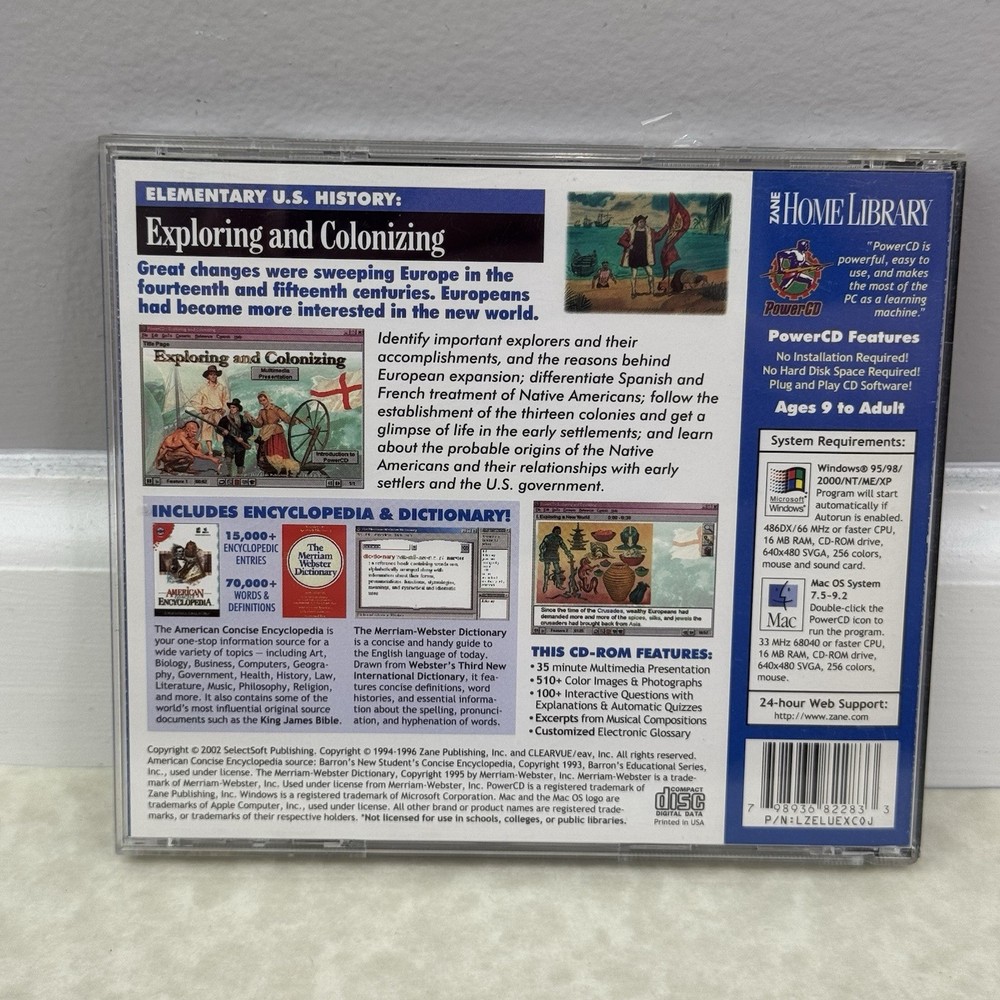 ELEMENTARY U.S. HISTORY:
Exploring and Colonizing
Great changes were sweeping Europe in the
fourteenth and fifteenth centuries. Europeans
had become more interested in the new world.
Title Page
Exploring and Colonizing
Multimedia
Presentation
Introduction to
PowerCD
Identify important explorers and their
accomplishments, and the reasons behind
European expansion; differentiate Spanish and
French treatment of Native Americans; follow the
establishment of the thirteen colonies and get a
glimpse of life in the early settlements; and learn
about the probable origins of the Native
Americans and their relationships with early
settlers and the U.S. government.
INCLUDES ENCYCLOPEDIA & DICTIONARY!
AMERICAN
ENCYCLOPEDIA
15,000+
ENCYCLOPEDIC
ENTRIES
70,000+
WORDS &
DEFINITIONS
The
Merriam
Webster
Dictionary
The American Concise Encyclopedia is
your one-stop information source for a
wide variety of topics — including Art,
Biology, Business, Computers, Geogra-
phy, Government, Health, History, Law,
Literature, Music, Philosophy, Religion,
and more. It also contains some of the
world's most influential original source
documents such as the King James Bible.
The Merriam-Webster Dictionary
is a concise and handy guide to
the English language of today.
Drawn from Webster's Third New
International Dictionary, it fea-
tures concise definitions, word
histories, and essential informa-
tion about the spelling, pronunci-
ation, and hyphenation of words.
Since the time of the Crusades, wealthy Europeans had
demanded more and more of the spices, silks, and jewels the
crusaders had brought back from Asia.
THIS CD-ROM FEATURES:
• 35 minute Multimedia Presentation
• 510+ Color Images & Photographs
• 100+ Interactive Questions with
Explanations & Automatic Quizzes
• Excerpts from Musical Compositions
• Customized Electronic Glossary
Copyright © 2002 SelectSoft Publishing. Copyright © 1994-1996 Zane Publishing, Inc. and CLEARVUE/eav, Inc. All rights reserved.
American Concise Encyclopedia source: Barron's New Student's Concise Encyclopedia, Copyright 1993, Barron's Educational Series,
Inc., used under license. The Merriam-Webster Dictionary, Copyright 1995 by Merriam-Webster, Inc. Merriam-Webster is a trade-
mark of Merriam-Webster, Inc. Used under license from Merriam-Webster, Inc. PowerCD is a registered trademark of
Zane Publishing, Inc. Windows is a registered trademark of Microsoft Corporation. Mac and the Mac OS logo are
trademarks of Apple Computer, Inc., used under license. All other brand or product names are registered trade-
marks, or trademarks of their respective holders. *Not licensed for use in schools, colleges, or public libraries.
COMPACT
disc
DIGITAL DATA
Printed in USA
ZANE HOME LIBRARY
PowerCD
"PowerCD is
powerful, easy to
use, and makes
the most of the
PC as a learning
machine."
PowerCD Features
No Installation Required!
No Hard Disk Space Required!
Plug and Play CD Software!
Ages 9 to Adult
System Requirements:
Microsoft
Windows®
Windows® 95/98/
2000/NT/ME/XP
Program will start
automatically if
Autorun is enabled.
486DX/66 MHz or faster CPU,
16 MB RAM, CD-ROM drive,
640x480 SVGA, 256 colors,
mouse and sound card.
Mac
Mac OS System
7.5-9.2
Double-click the
PowerCD icon to
run the program.
33 MHz 68040 or faster CPU,
16 MB RAM, CD-ROM drive,
640x480 SVGA, 256 colors,
mouse.
24-hour Web Support:
http://www.zane.com
7 98936 82283 3
P/N:LZELUEXC0J